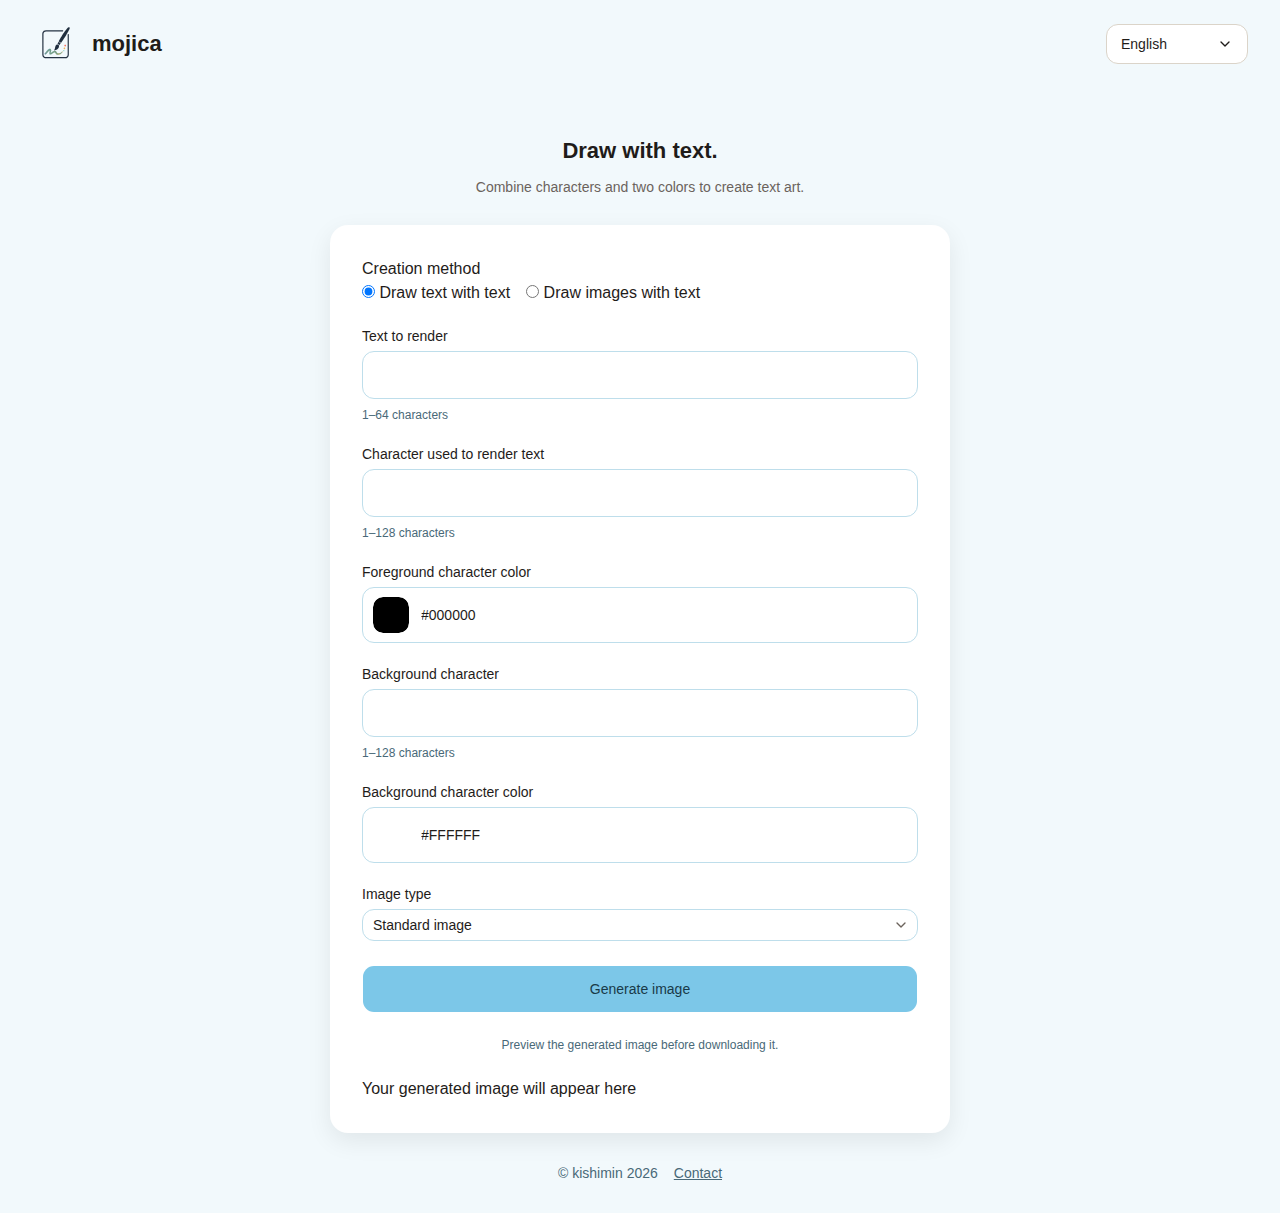 mojica
English
Draw with text.
Combine characters and two colors to create text art.
Creation method
Draw text with text
Draw images with text
Text to render
1–64 characters
Character used to render text
1–128 characters
Foreground character color
#000000
Background character
1–128 characters
Background character color
#FFFFFF
Image type
Standard image
Generate image
Preview the generated image before downloading it.
Your generated image will appear here
© kishimin 2026 Contact